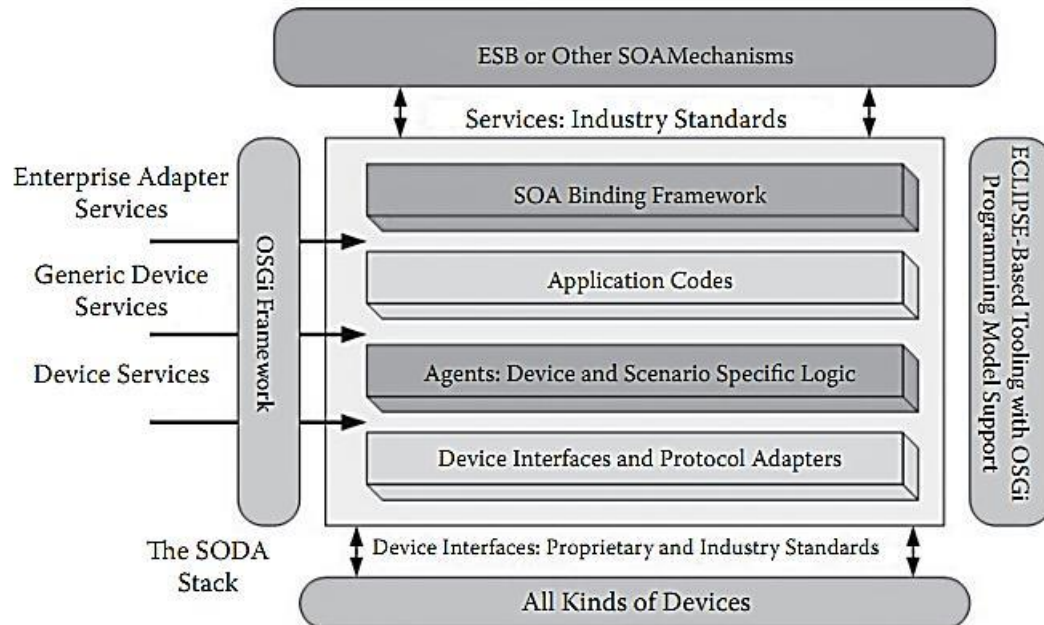 ESB or Other SOAMechanisms
Services: Industry Standards
Enterprise Adapter
Services
Generic Device
Services
Device Services
OSGi Framework
SOA Binding Framework
Application Codes
Agents: Device and Scenario Specific Logic
Device Interfaces and Protocol Adapters
ECLIPSE-Based Tooling with OSGi
Programming Model Support
The SODA
Stack
Device Interfaces: Proprietary and Industry Standards
All Kinds of Devices